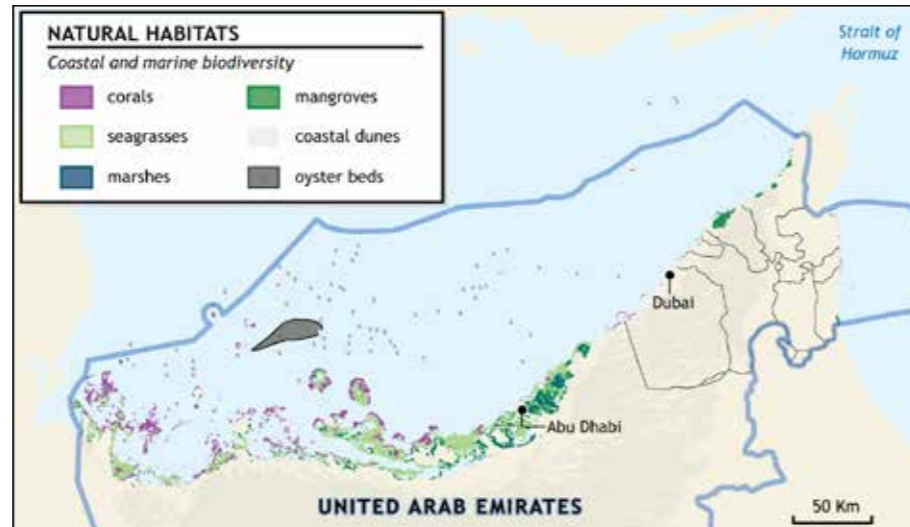 NATURAL HABITATS
Coastal and marine biodiversity
corals
mangroves
seagrasses
coastal dunes
marshes
oyster beds
Strait of
Hormuz
Dubai
Abu Dhabi
UNITED ARAB EMIRATES
50 Km